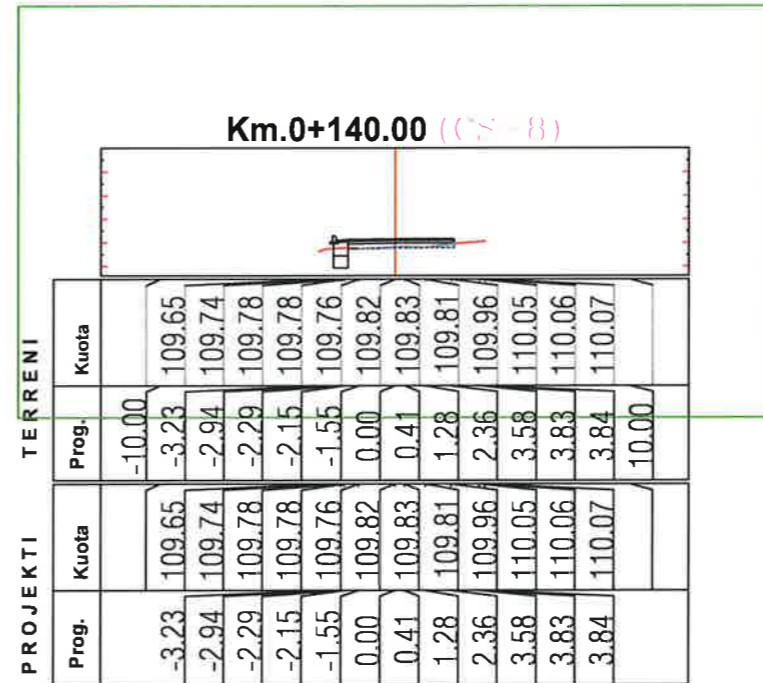 Km.0+140.00 (CS-8)
TERRENI
Kuota 109.65 109.74 109.78 109.78 109.76 109.82 109.83 109.81 109.96 110.05 110.06 110.07
Prog. -10.00 -3.23 -2.94 -2.29 -2.15 -1.55 0.00 0.41 1.28 2.36 3.58 3.83 3.84 10.00
PROJEKTI
Kuota 109.65 109.74 109.78 109.78 109.76 109.82 109.83 109.81 109.96 110.05 110.06 110.07
Prog. -3.23 -2.94 -2.29 -2.15 -1.55 0.00 0.41 1.28 2.36 3.58 3.83 3.84